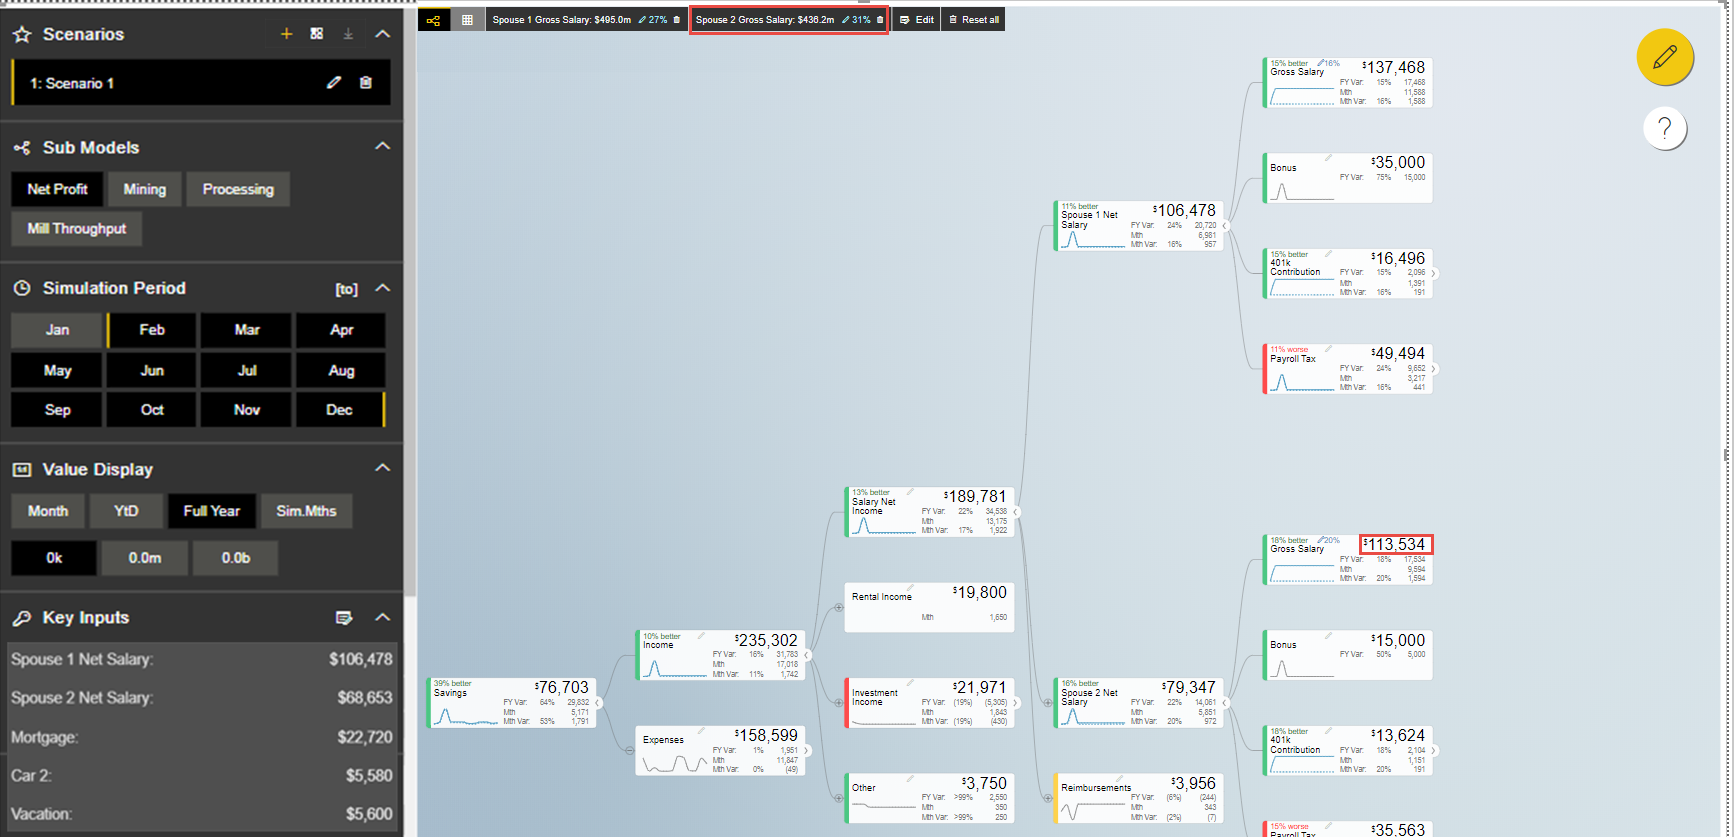 Scenarios
1: Scenario 1
Sub Models
Net Profit
Mining
Processing
Mill Throughput
Simulation Period
[to]
Jan
Feb
Mar
Apr
May
Jun
Jul
Aug
Sep
Oct
Nov
Dec
Value Display
Month
YtD
Full Year
Sim.Mths
0k
0.0m
0.0b
Key Inputs
Spouse 1 Net Salary: $106,478
Spouse 2 Net Salary: $68,653
Mortgage: $22,720
Car 2: $5,580
Vacation: $5,600
Spouse 1 Gross Salary: $495.0m 27%
Spouse 2 Gross Salary: $436.2m 31%
Edit
Reset all
?
39% better
Savings
$76,703
FY Var: 64% 29,832
Mth 5,171
Mth Var: 53% 1,791
10% better
Income
$235,302
FY Var: 16% 31,783
Mth 17,018
Mth Var: 11% 1,742
Expenses
$158,599
FY Var: 1% 1,951
Mth 11,847
Mth Var: 0% (49)
13% better
Salary Net
Income
$189,781
FY Var: 22% 34,538
Mth 13,175
Mth Var: 17% 1,922
Rental Income
$19,800
Mth 1,650
Investment
Income
$21,971
FY Var: (19%) (5,305)
Mth 1,843
Mth Var: (19%) (430)
Other
$3,750
FY Var: >99% 2,550
Mth 350
Mth Var: >99% 250
11% better
Spouse 1 Net
Salary
$106,478
FY Var: 24% 20,720
Mth 6,981
Mth Var: 16% 957
16% better
Spouse 2 Net
Salary
$79,347
FY Var: 22% 14,061
Mth 5,851
Mth Var: 20% 972
Reimbursements
$3,956
FY Var: (6%) (244)
Mth 343
Mth Var: (2%) (7)
15% better 16%
Gross Salary
$137,468
FY Var: 15% 17,468
Mth 11,588
Mth Var: 16% 1,588
Bonus
$35,000
FY Var: 75% 15,000
15% better
401k
Contribution
$16,496
FY Var: 15% 2,096
Mth 1,391
Mth Var: 16% 191
11% worse
Payroll Tax
$49,494
FY Var: 24% 9,652
Mth 3,217
Mth Var: 16% 441
18% better 20%
Gross Salary
$113,534
FY Var: 18% 17,534
Mth 9,594
Mth Var: 20% 1,594
Bonus
$15,000
FY Var: 50% 5,000
18% better
401k
Contribution
$13,624
FY Var: 18% 2,104
Mth 1,151
Mth Var: 20% 191
15% worse
Payroll Tax
$35,563